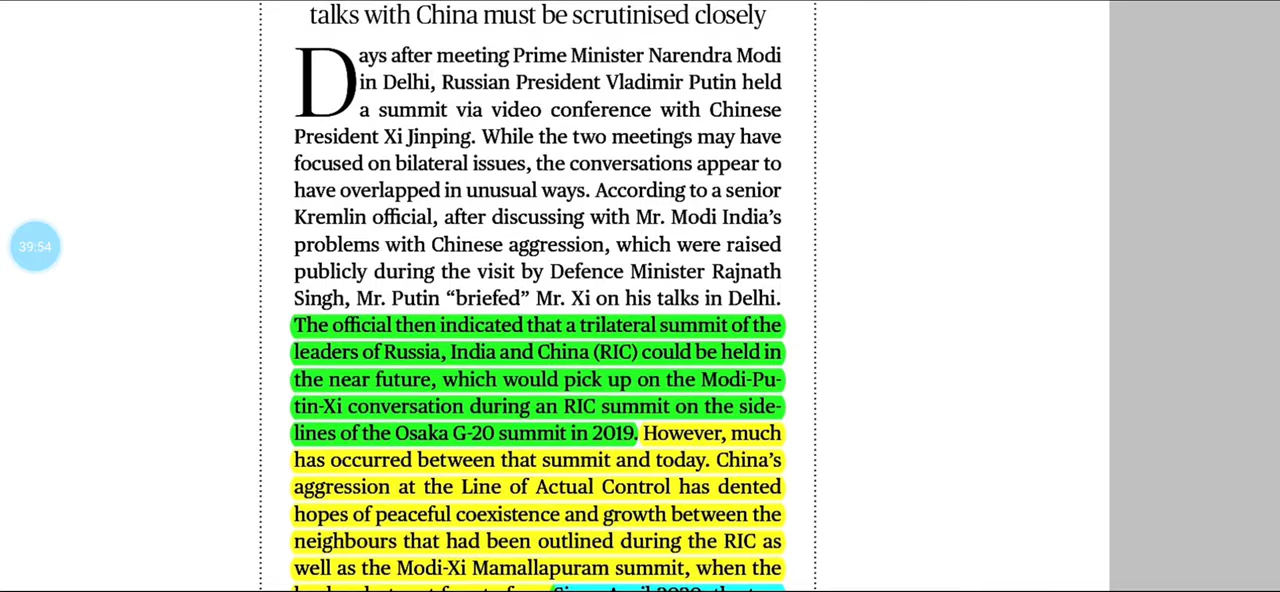 talks with China must be scrutinised closely
Days after meeting Prime Minister Narendra Modi
in Delhi, Russian President Vladimir Putin held
a summit via video conference with Chinese
President Xi Jinping. While the two meetings may have
focused on bilateral issues, the conversations appear to
have overlapped in unusual ways. According to a senior
Kremlin official, after discussing with Mr. Modi India's
problems with Chinese aggression, which were raised
publicly during the visit by Defence Minister Rajnath
Singh, Mr. Putin “briefed” Mr. Xi on his talks in Delhi.
The official then indicated that a trilateral summit of the
leaders of Russia, India and China (RIC) could be held in
the near future, which would pick up on the Modi-Pu-
tin-Xi conversation during an RIC summit on the side-
lines of the Osaka G-20 summit in 2019. However, much
has occurred between that summit and today. China's
aggression at the Line of Actual Control has dented
hopes of peaceful coexistence and growth between the
neighbours that had been outlined during the RIC as
well as the Modi-Xi Mamallapuram summit, when the
39:54